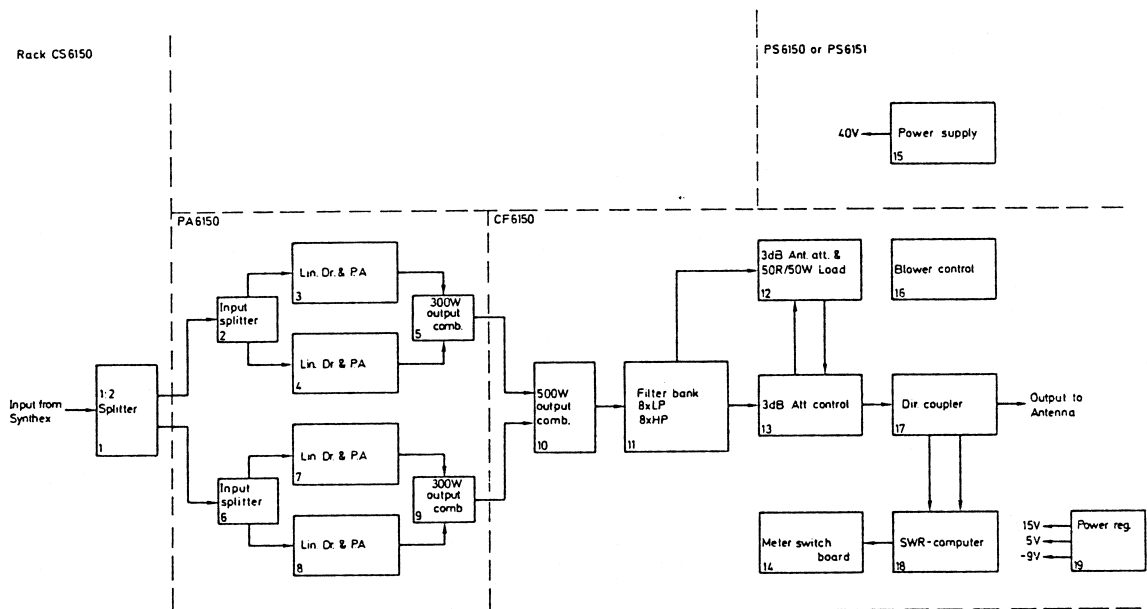 Rack CS6150
PS6150 or PS6151
40V
Power supply
15
PA6150
CF6150
Lin. Dr. & P.A
3
3dB Ant. att. &
50R/50W Load
12
Blower control
16
Input
splitter
2
300W
output
comb.
5
Lin. Dr & P.A
4
Input from
Synthex
1:2
Splitter
1
500W
output
comb.
10
Filter bank
8xLP
8xHP
11
3dB Att control
13
Dir. coupler
17
Output to
Antenna
Lin. Dr. & P.A
7
Input
splitter
6
300W
output
comb
9
Lin. Dr. & P.A
8
Meter switch
board
14
SWR-computer
18
15V
5V
-9V
Power reg.
19